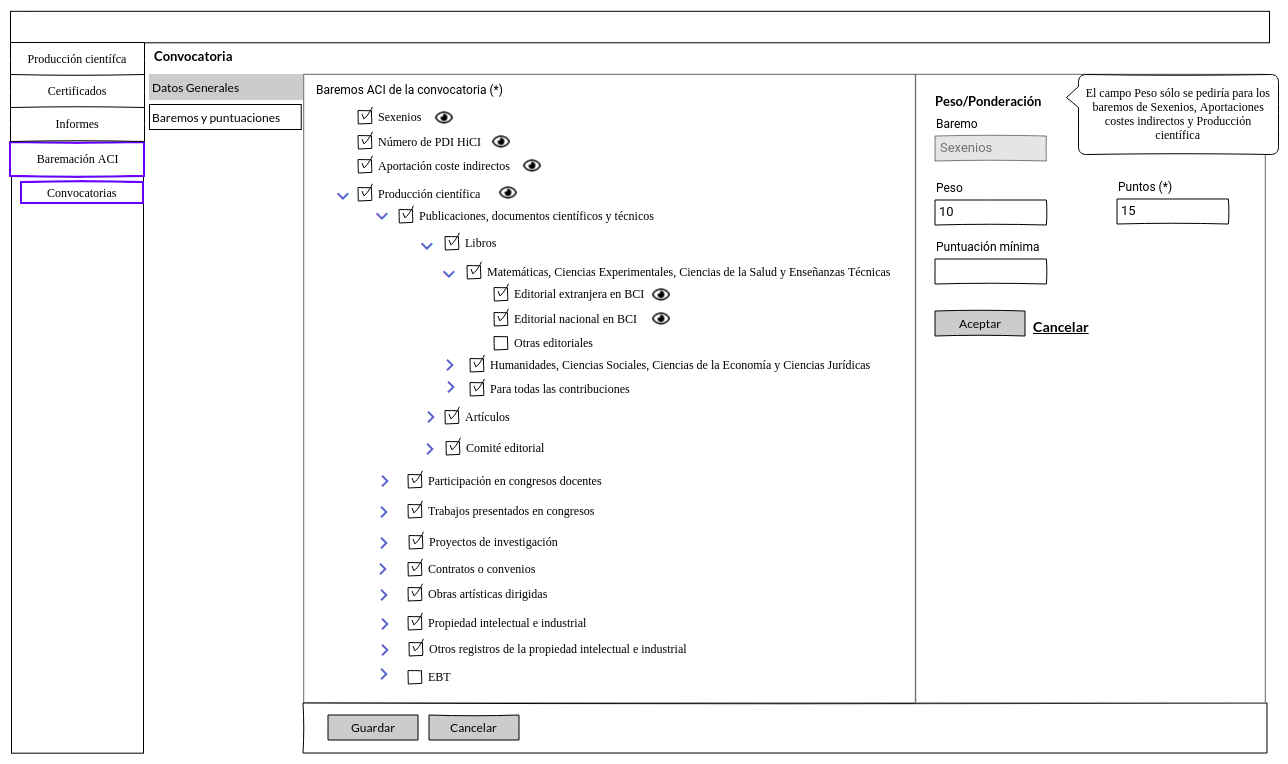 Producción científca
Certificados
Informes
Baremación ACI
Convocatorias
Convocatoria
Datos Generales
Baremos y puntuaciones
Baremos ACI de la convocatoria (*)
Sexenios
Número de PDI HiCI
Aportación coste indirectos
Producción científica
Publicaciones, documentos científicos y técnicos
Libros
Matemáticas, Ciencias Experimentales, Ciencias de la Salud y Enseñanzas Técnicas
Editorial extranjera en BCI
Editorial nacional en BCI
Otras editoriales
Humanidades, Ciencias Sociales, Ciencias de la Economía y Ciencias Jurídicas
Para todas las contribuciones
Artículos
Comité editorial
Participación en congresos docentes
Trabajos presentados en congresos
Proyectos de investigación
Contratos o convenios
Obras artísticas dirigidas
Propiedad intelectual e industrial
Otros registros de la propiedad intelectual e industrial
EBT
Peso/Ponderación
Baremo
Sexenios
El campo Peso sólo se pediría para los
baremos de Sexenios, Aportaciones
costes indirectos y Producción
científica
Peso
10
Puntos (*)
15
Puntuación mínima
Aceptar
Cancelar
Guardar
Cancelar